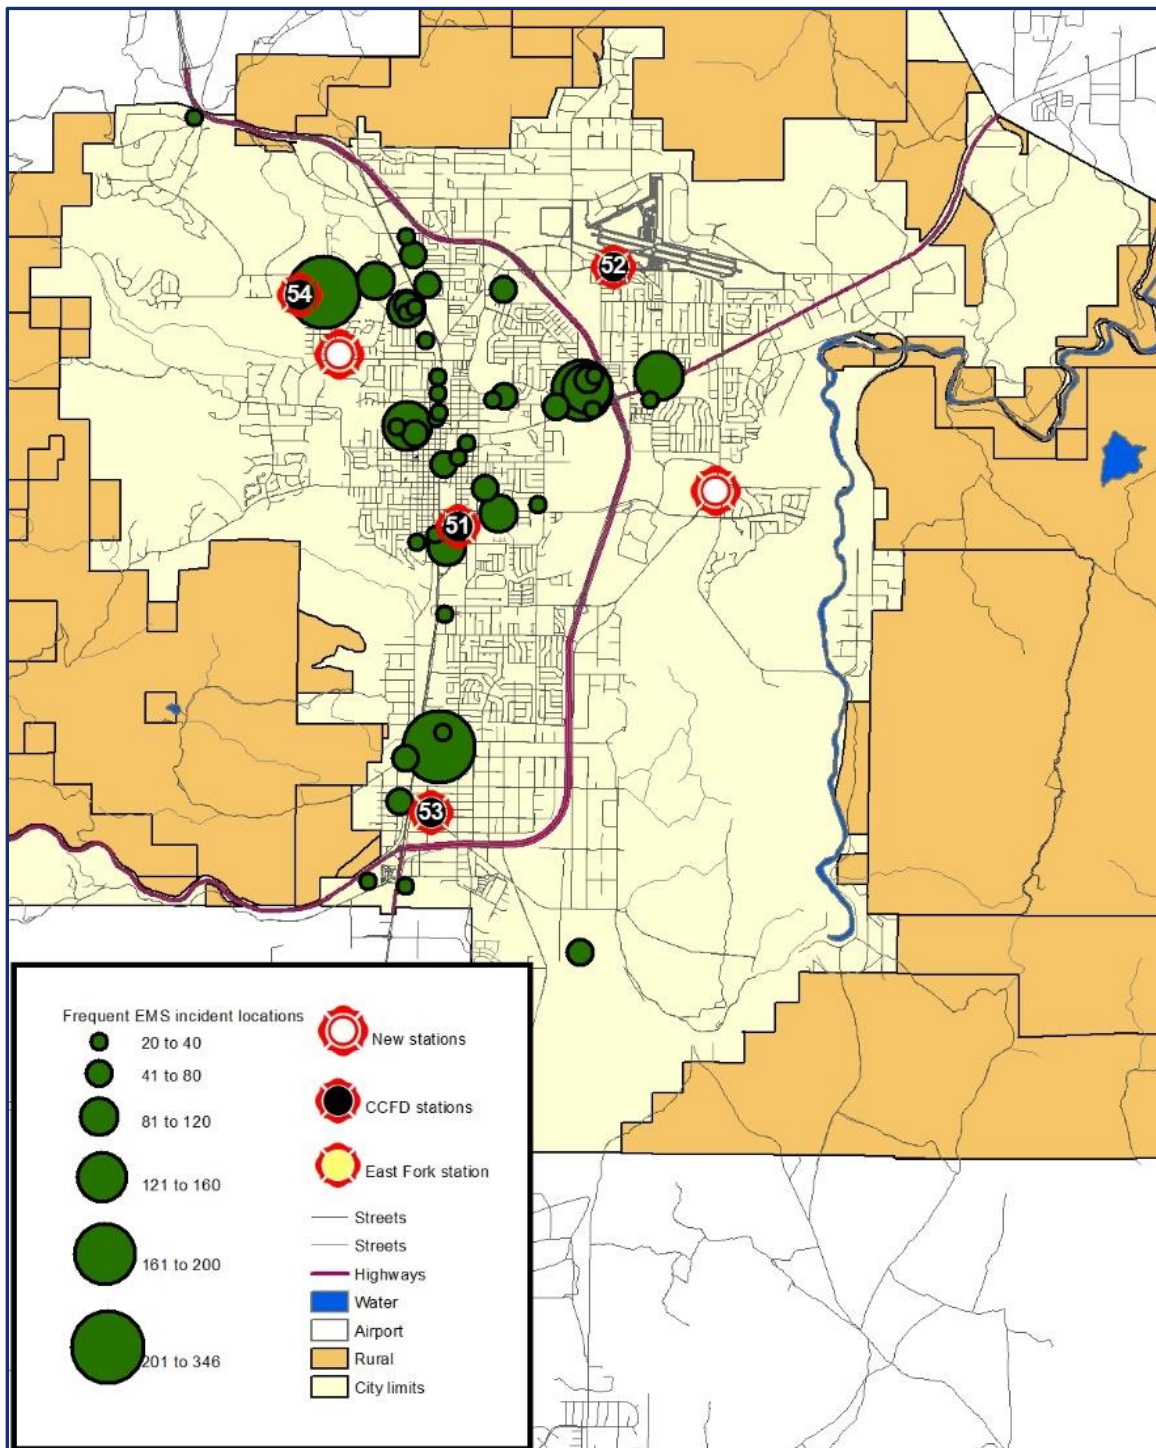 52
54
51
53
Frequent EMS incident locations
20 to 40
41 to 80
81 to 120
121 to 160
161 to 200
201 to 346
New stations
CCFD stations
East Fork station
Streets
Streets
Highways
Water
Airport
Rural
City limits